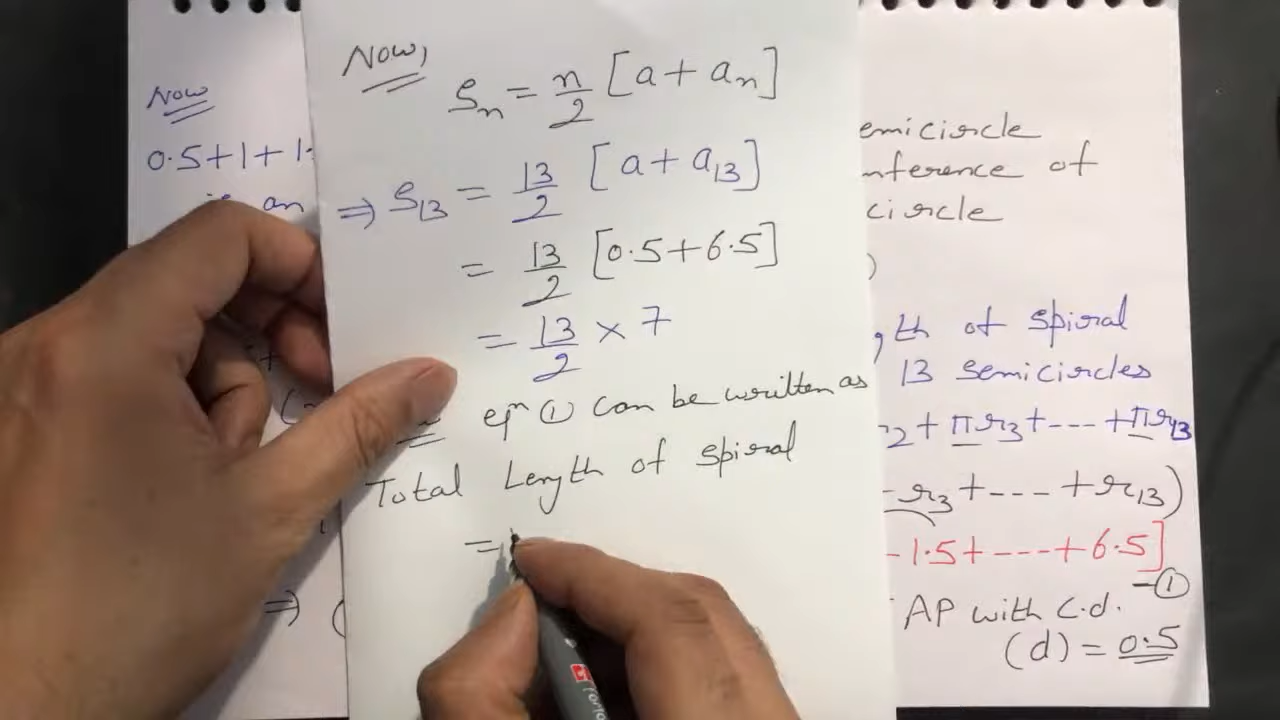 Now
0.5+1+1.
is an
Now,
Sn = n/2 [a + an]
⇒ S13 = 13/2 [a + a13]
= 13/2 [0.5+6.5]
= 13/2 × 7
eqn ① can be written as
Total Length of spiral
=
emicircle
nference of
circle
)
gth of spiral
13 semicircles
r2 + πr3 + --- + πr13
r3 + --- + r13)
1.5 + --- + 6.5]
- ①
AP with C.d.
(d) = 0.5
⇒ (